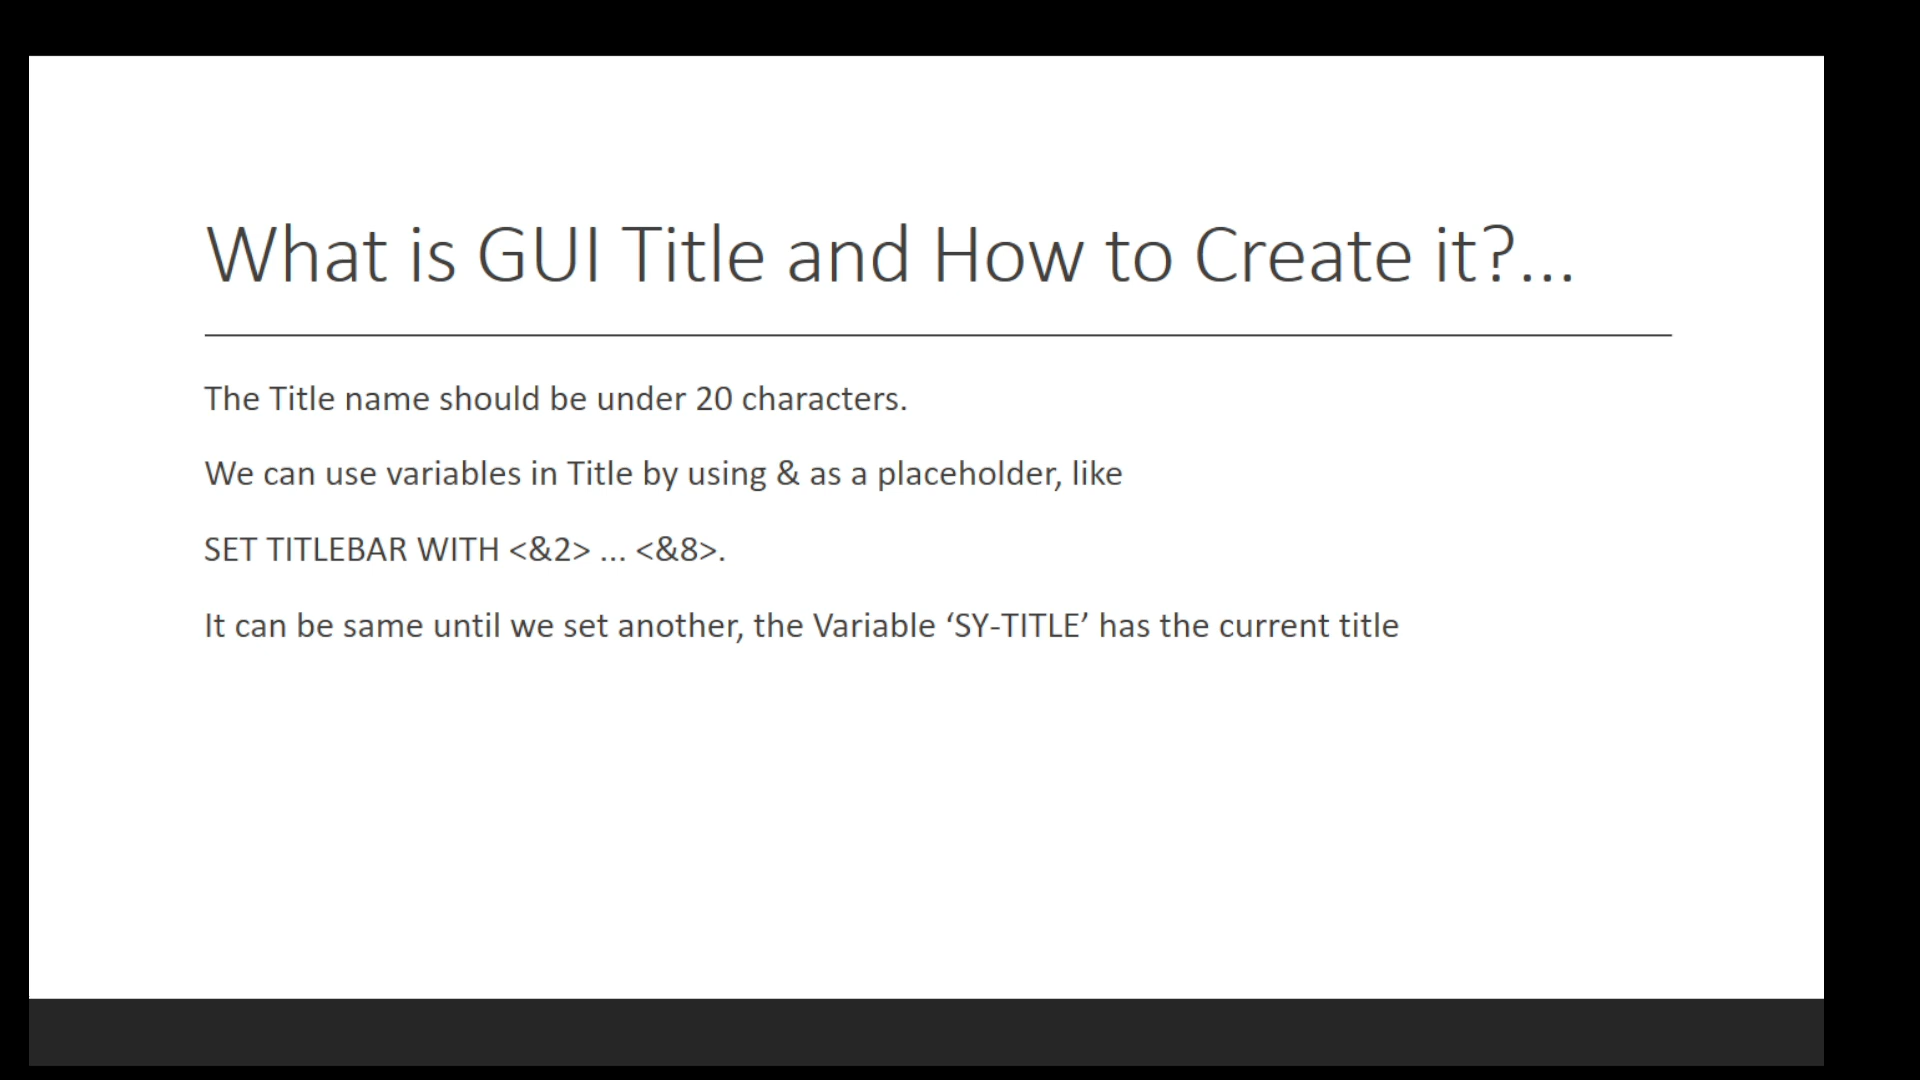 What is GUI Title and How to Create it?...
The Title name should be under 20 characters.
We can use variables in Title by using & as a placeholder, like
SET TITLEBAR WITH <&2> ... <&8>.
It can be same until we set another, the Variable ‘SY-TITLE’ has the current title